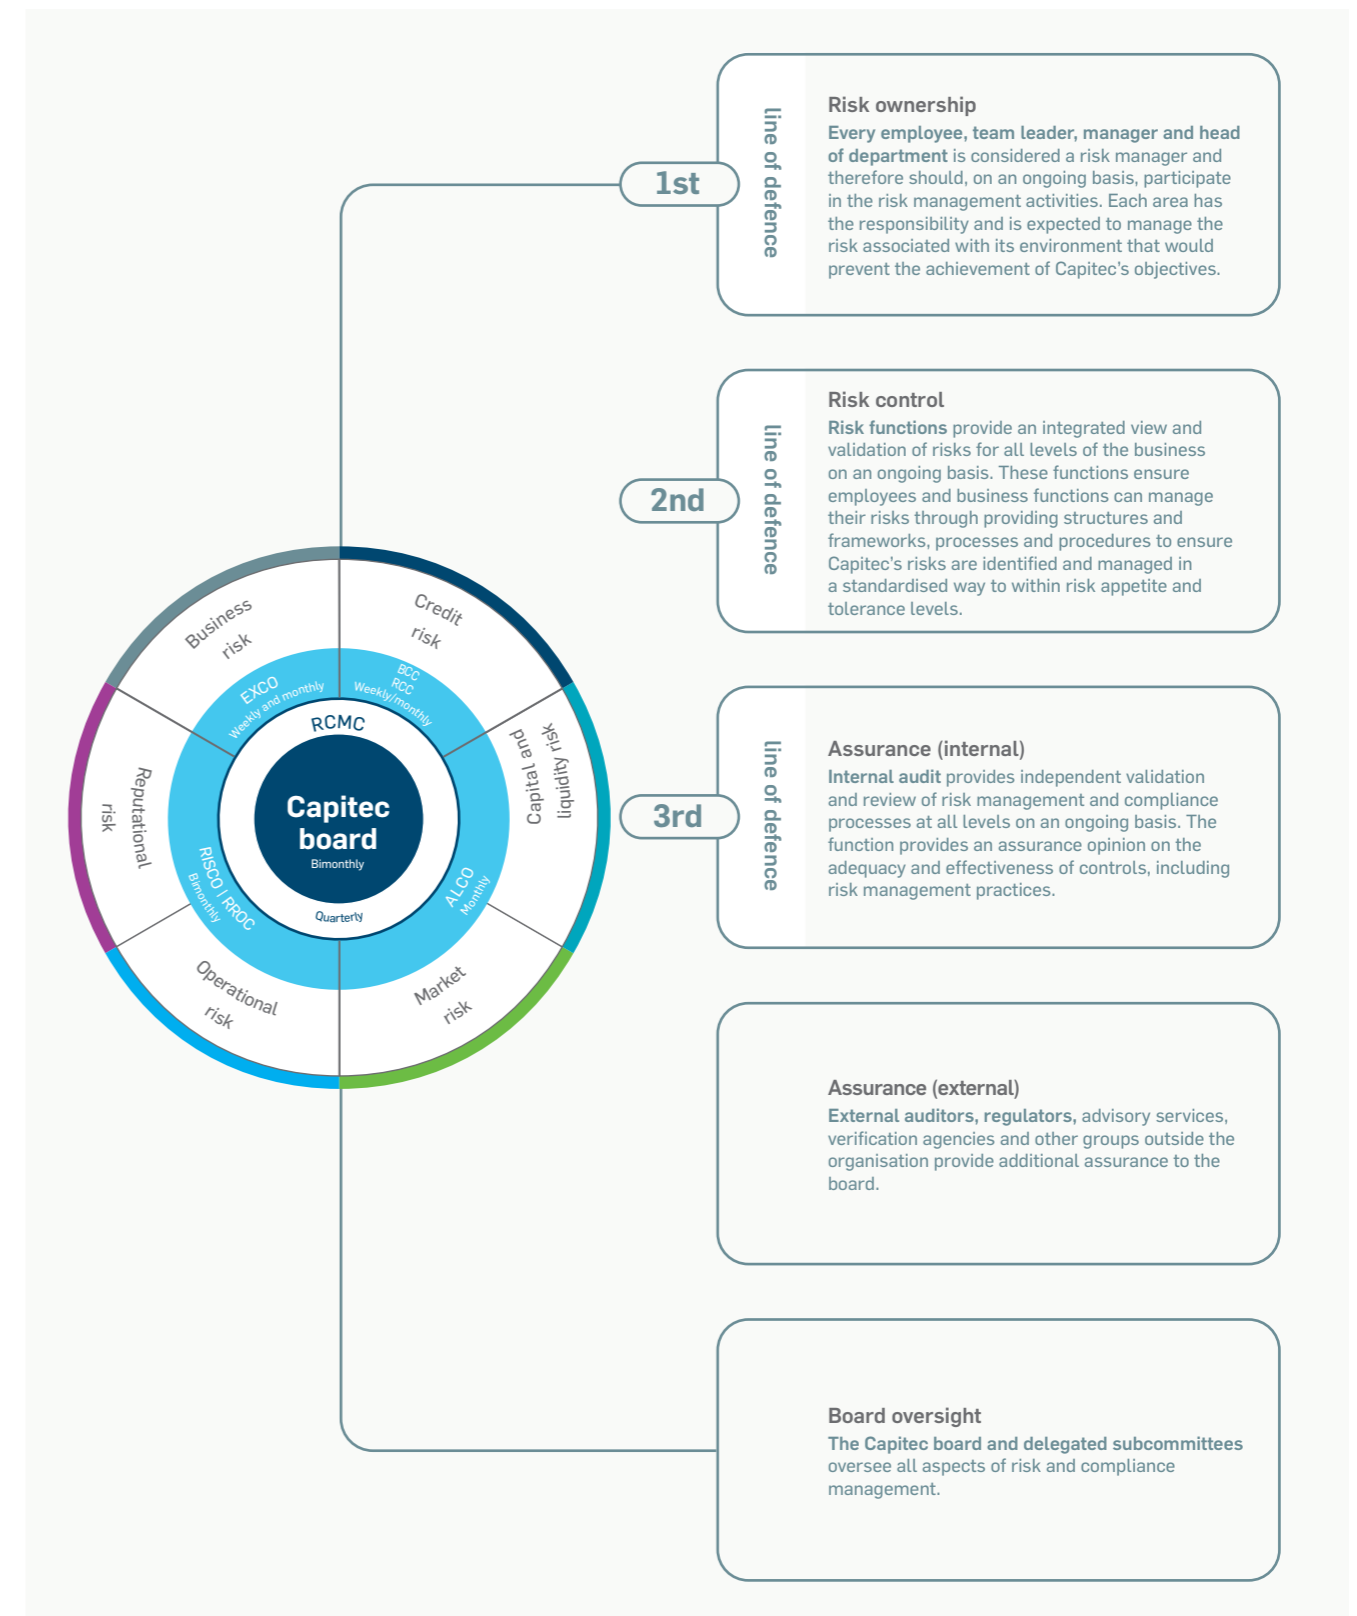 1st
line of defence
Risk ownership
Every employee, team leader, manager and head
of department is considered a risk manager and
therefore should, on an ongoing basis, participate
in the risk management activities. Each area has
the responsibility and is expected to manage the
risk associated with its environment that would
prevent the achievement of Capitec's objectives.
2nd
line of defence
Risk control
Risk functions provide an integrated view and
validation of risks for all levels of the business
on an ongoing basis. These functions ensure
employees and business functions can manage
their risks through providing structures and
frameworks, processes and procedures to ensure
Capitec's risks are identified and managed in
a standardised way to within risk appetite and
tolerance levels.
Business
risk
Credit
risk
Capital and
liquidity risk
Market
risk
Operational
risk
Reputational
risk
EXCO
Weekly and monthly
BCC
RCC
Weekly/monthly
ALCO
Monthly
RISCO | RROC
Bimonthly
RCMC
Quarterly
Capitec
board
Bimonthly
3rd
line of defence
Assurance (internal)
Internal audit provides independent validation
and review of risk management and compliance
processes at all levels on an ongoing basis. The
function provides an assurance opinion on the
adequacy and effectiveness of controls, including
risk management practices.
Assurance (external)
External auditors, regulators, advisory services,
verification agencies and other groups outside the
organisation provide additional assurance to the
board.
Board oversight
The Capitec board and delegated subcommittees
oversee all aspects of risk and compliance
management.